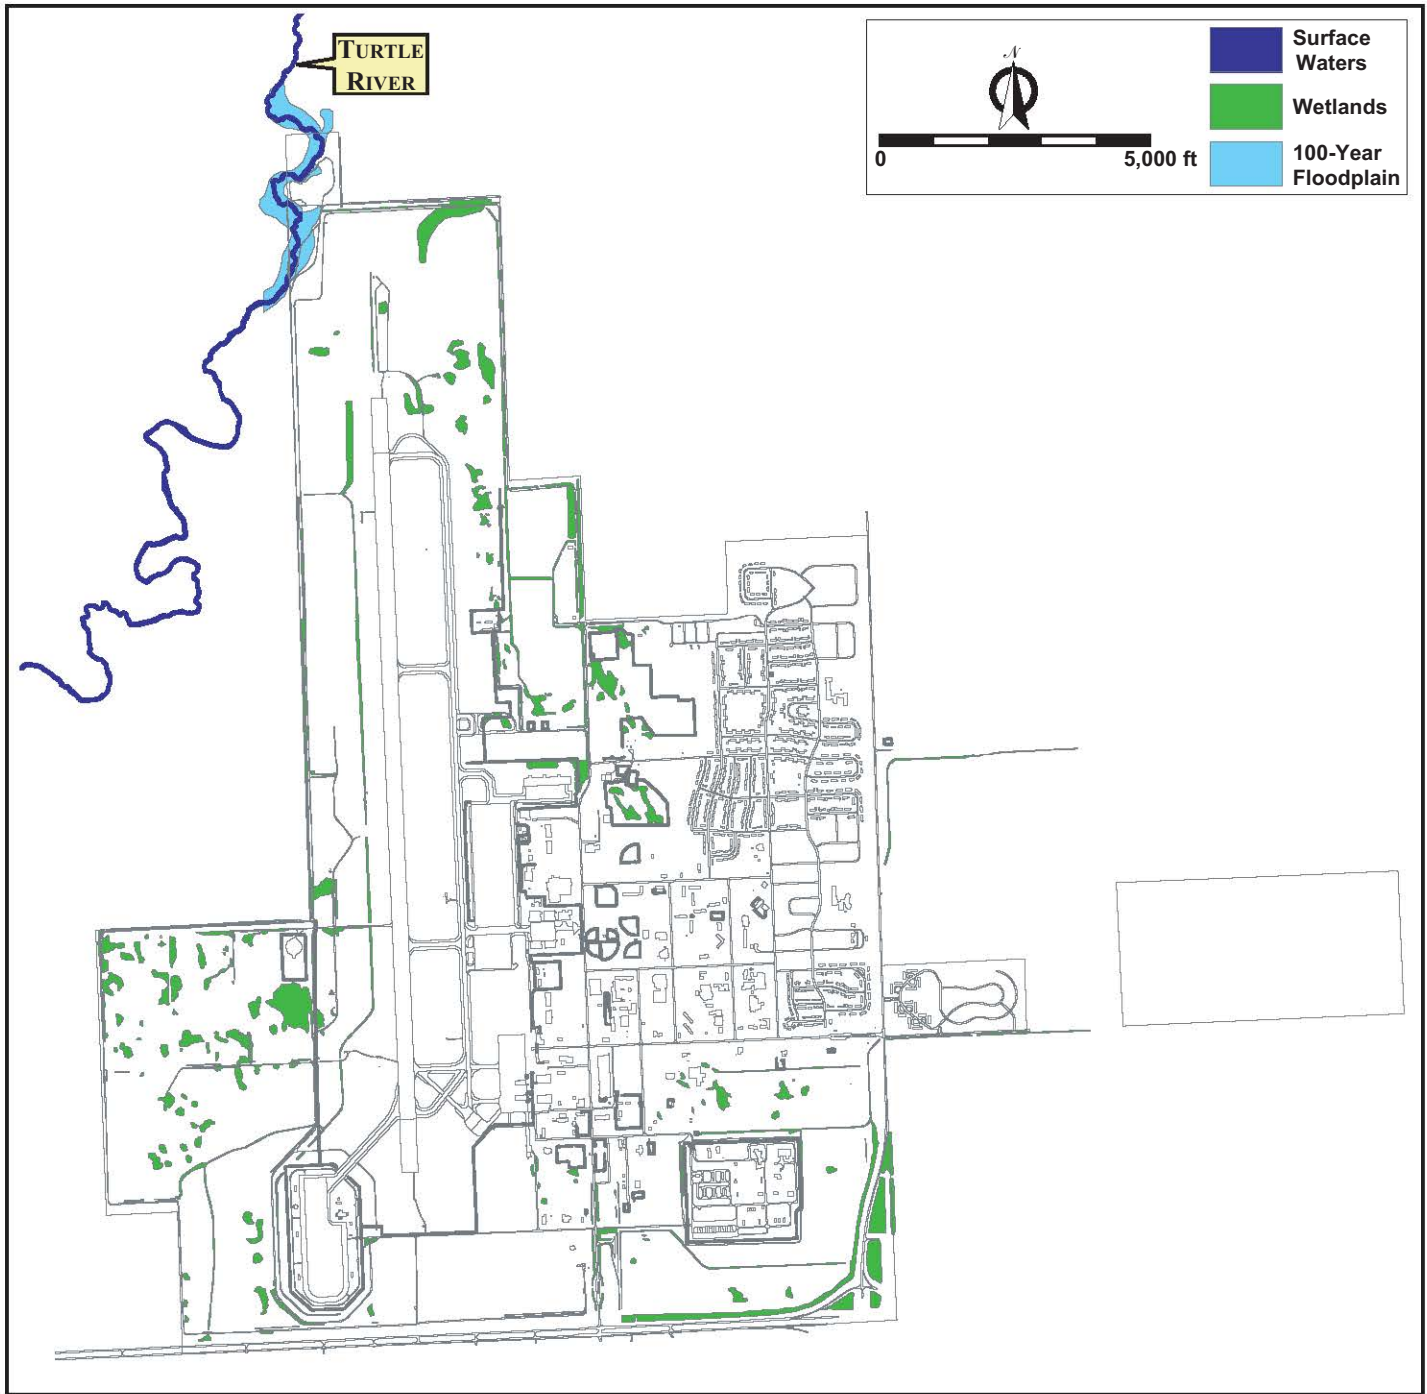 TURTLE
RIVER
N
0
5,000 ft
Surface
Waters
Wetlands
100-Year
Floodplain